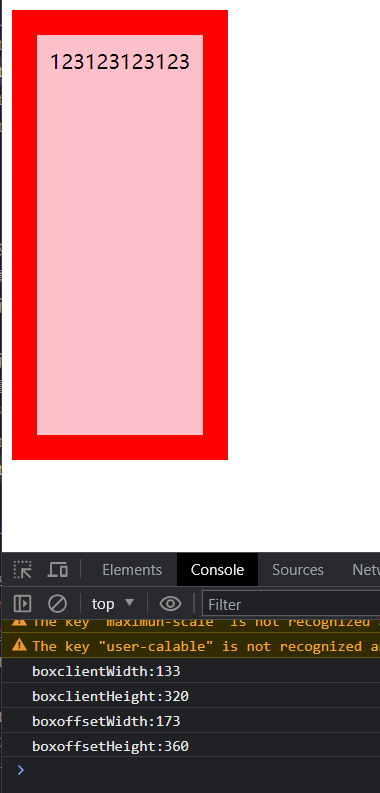 123123123123
Elements Console Sources Netw
top Filter
The key "maximun-scale" is not recognized a
The key "user-calable" is not recognized an
boxclientWidth:133
boxclientHeight:320
boxoffsetWidth:173
boxoffsetHeight:360